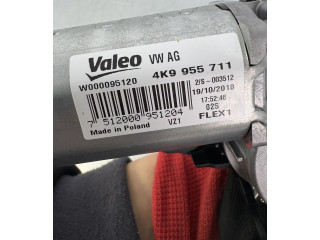 Valeo VW AG
W000095120 4K9 955 711
2/S - 003512
19/10/2018
17:52:46
025
7 512000 951204 FLEX1
Made in Poland VZ1